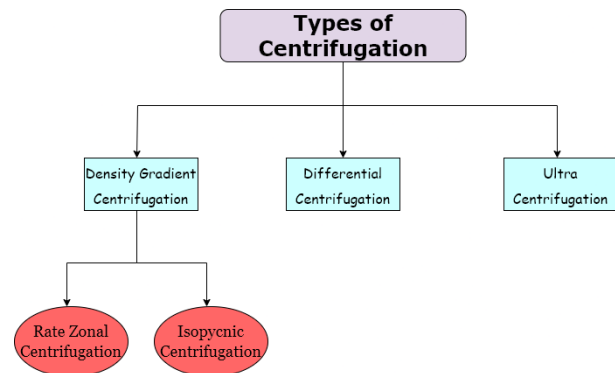 Types of
Centrifugation
Density Gradient
Centrifugation
Differential
Centrifugation
Ultra
Centrifugation
Rate Zonal
Centrifugation
Isopycnic
Centrifugation